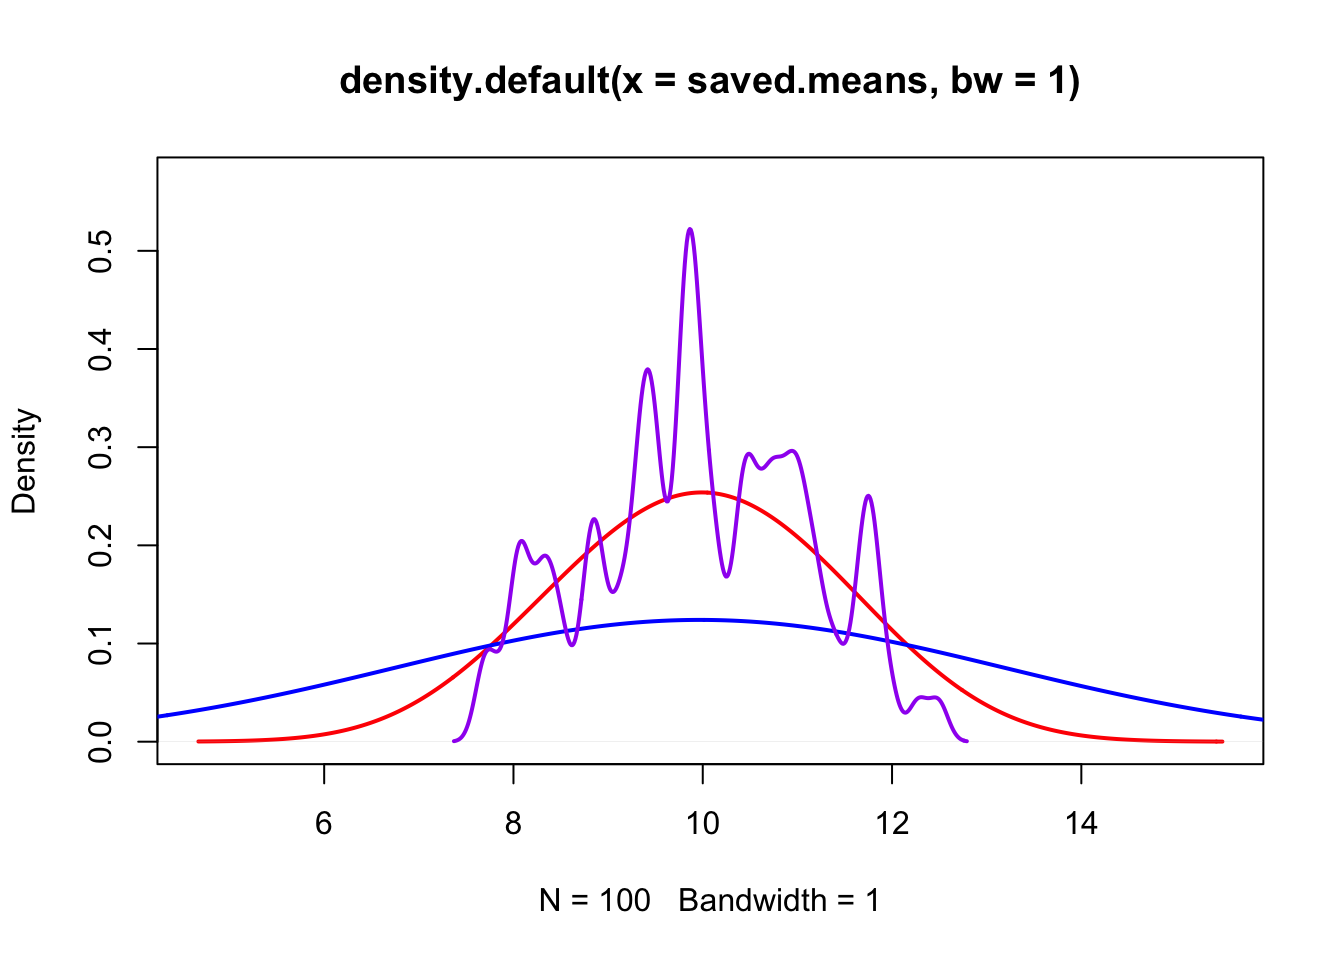 density.default(x = saved.means, bw = 1)
Density
0.5
0.4
0.3
0.2
0.1
0.0
6 8 10 12 14
N = 100 Bandwidth = 1